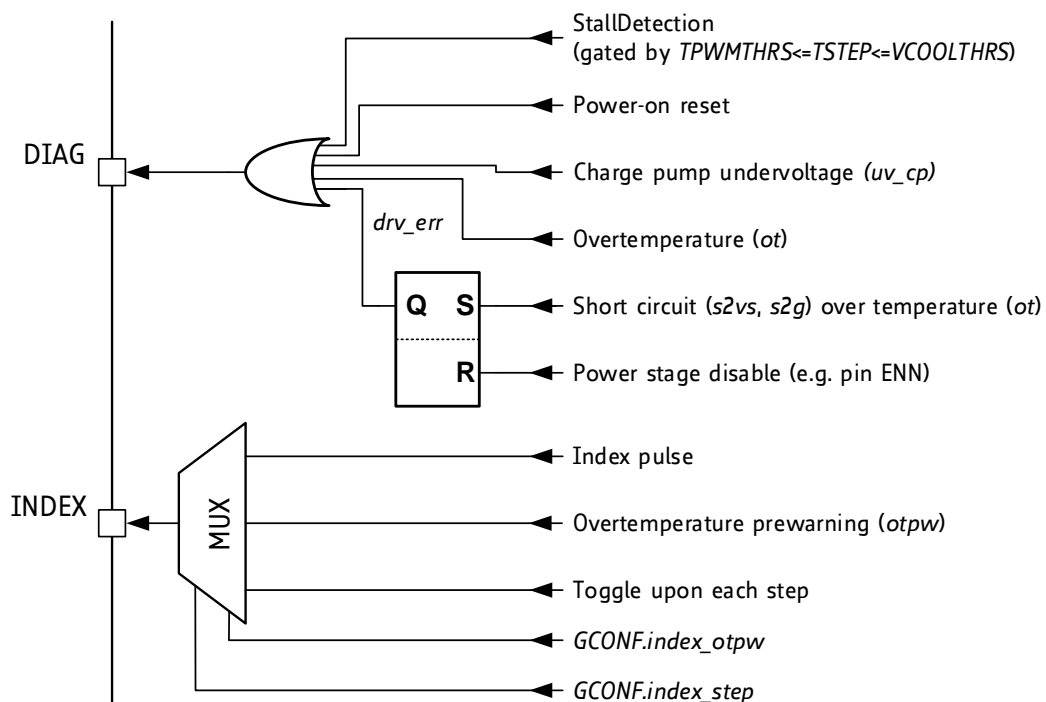 StallDetection
(gated by TPWMTHRS<=TSTEP<=VCOOLTHRS)
Power-on reset
DIAG
Charge pump undervoltage (uv_cp)
drv_err
Overtemperature (ot)
Q S
Short circuit (s2vs, s2g) over temperature (ot)
R
Power stage disable (e.g. pin ENN)
Index pulse
INDEX
MUX
Overtemperature prewarning (otpw)
Toggle upon each step
GCONF.index_otpw
GCONF.index_step